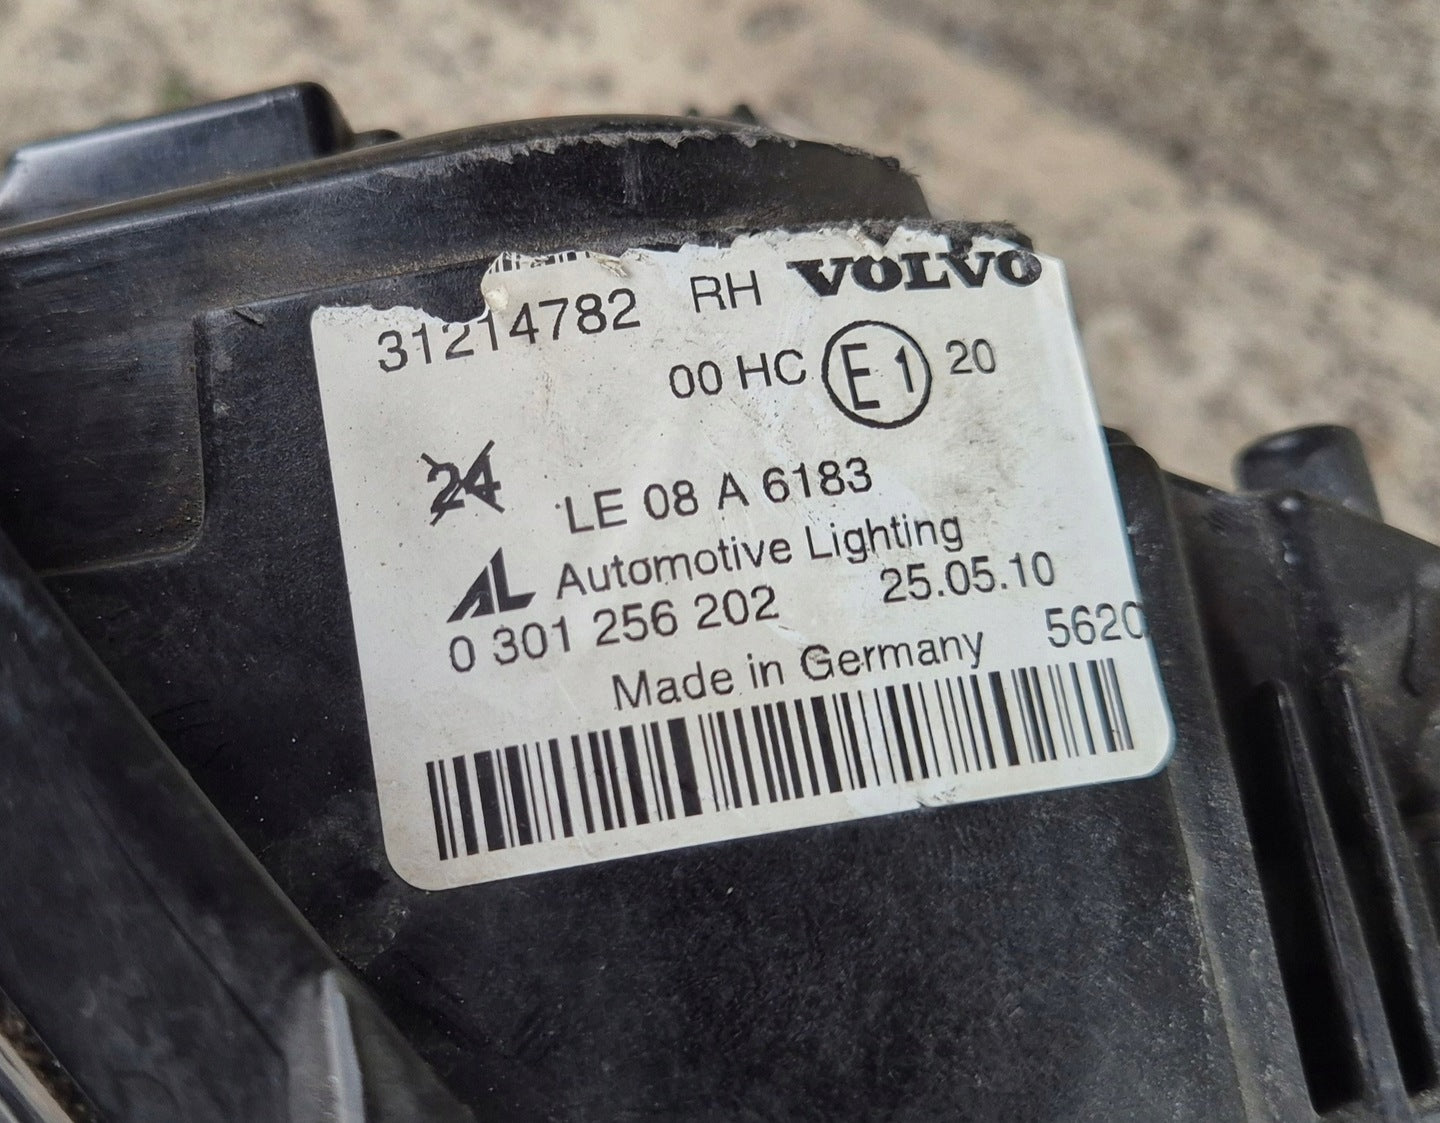 31214782 RH VOLVO
00 HC E1 20
24 LE 08 A 6183
AL Automotive Lighting
0 301 256 202 25.05.10
Made in Germany 5620